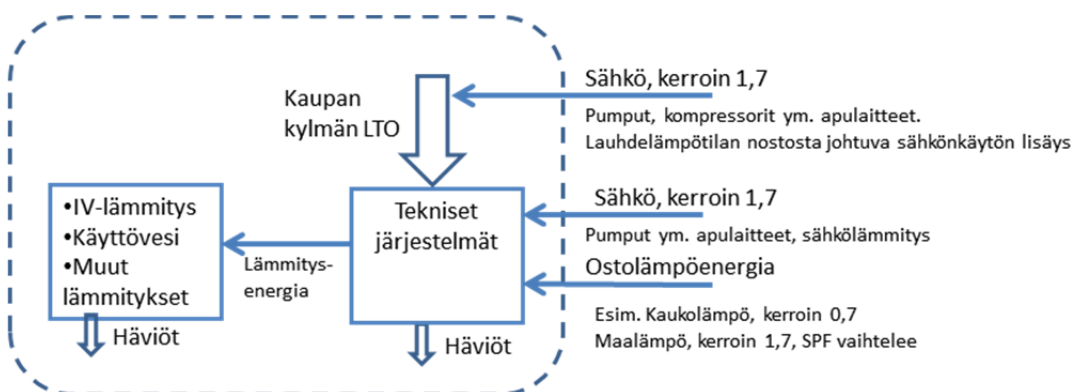 Kaupan
kylmän LTO
Sähkö, kerroin 1,7
Pumput, kompressorit ym. apulaitteet.
Lauhdelämpötilan nostosta johtuva sähkönkäytön lisäys
•IV-lämmitys
•Käyttövesi
•Muut
lämmitykset
Häviöt
Lämmitys-
energia
Tekniset
järjestelmät
Häviöt
Sähkö, kerroin 1,7
Pumput ym. apulaitteet, sähkölämmitys
Ostolämpöenergia
Esim. Kaukolämpö, kerroin 0,7
Maalämpö, kerroin 1,7, SPF vaihtelee